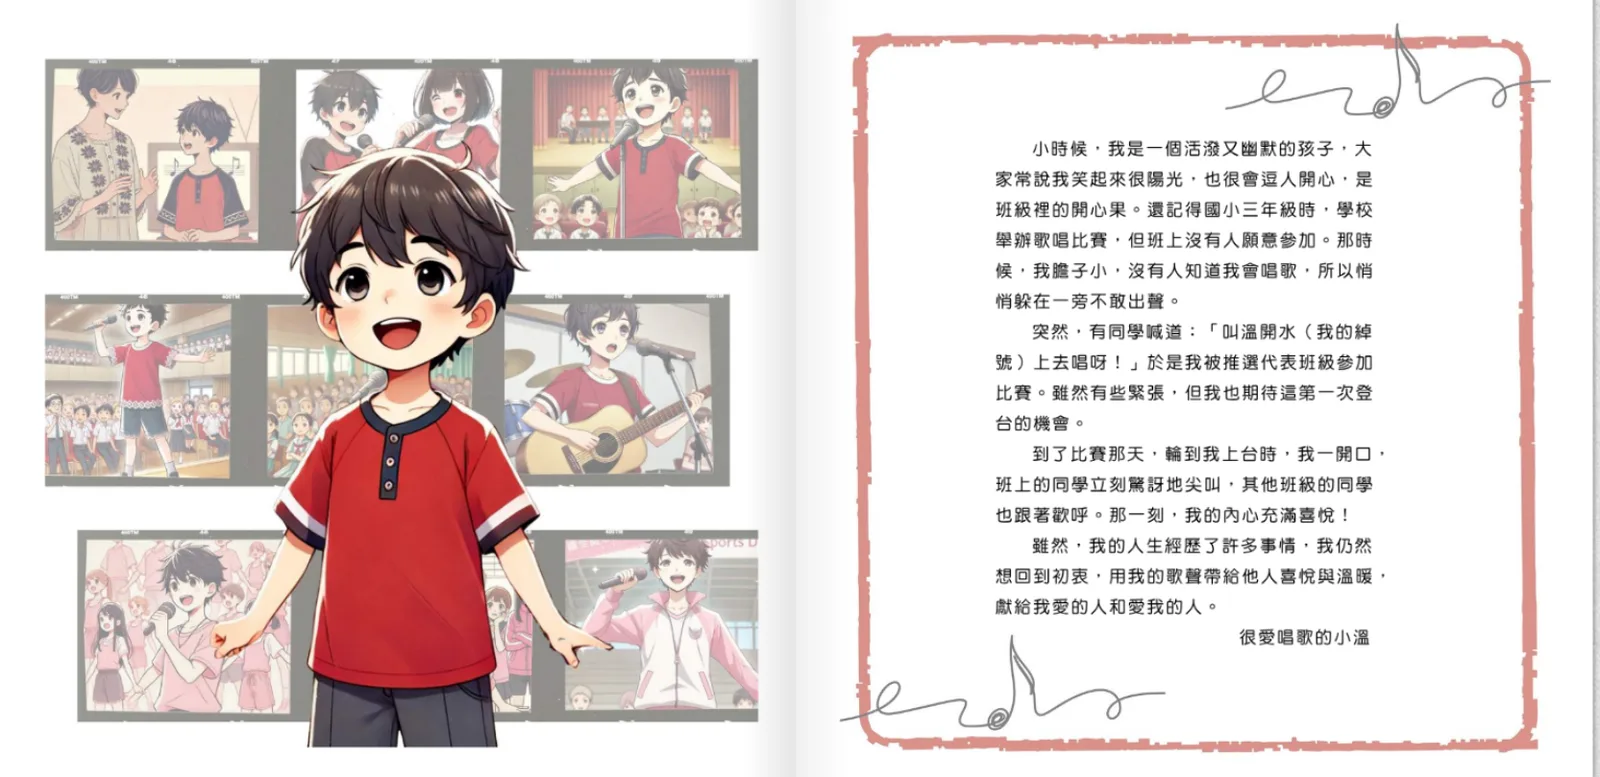 小時候，我是一個活潑又幽默的孩子，大
家常說我笑起來很陽光，也很會逗人開心，是
班級裡的開心果。還記得國小三年級時，學校
舉辦歌唱比賽，但班上沒有人願意參加。那時
候，我膽子小，沒有人知道我會唱歌，所以悄
悄躲在一旁不敢出聲。
突然，有同學喊道：「叫溫開水（我的綽
號）上去唱呀！」於是我被推選代表班級參加
比賽。雖然有些緊張，但我也期待這第一次登
台的機會。
到了比賽那天，輪到我上台時，我一開口，
班上的同學立刻驚訝地尖叫，其他班級的同學
也跟著歡呼。那一刻，我的內心充滿喜悅！
雖然，我的人生經歷了許多事情，我仍然
想回到初衷，用我的歌聲帶給他人喜悅與溫暖，
獻給我愛的人和愛我的人。
很愛唱歌的小溫